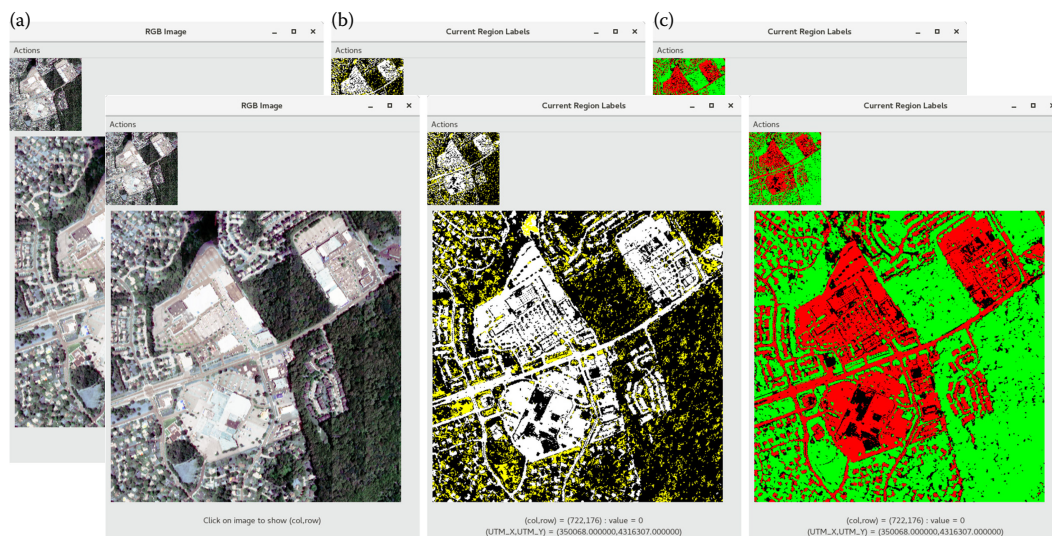 (a)
RGB Image
Actions
(b)
Current Region Labels
(c)
Current Region Labels
RGB Image
Actions
Click on image to show (col,row)
Current Region Labels
Actions
(col,row) = (722,176) : value = 0
(UTM_X,UTM_Y) = (350068.000000,4316307.000000)
Current Region Labels
Actions
(col,row) = (722,176) : value = 0
(UTM_X,UTM_Y) = (350068.000000,4316307.000000)